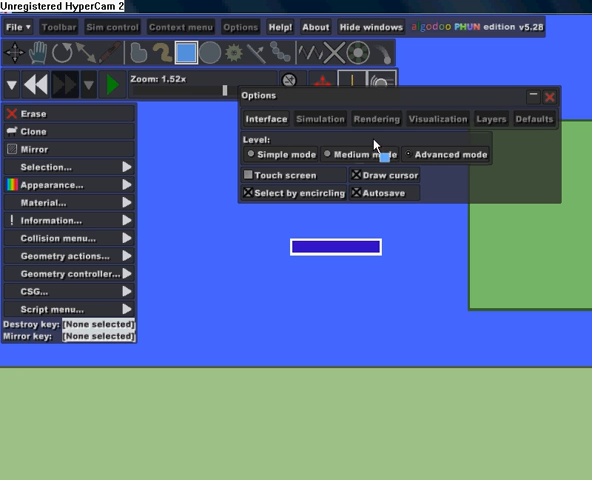 Unregistered HyperCam 2
File Toolbar Sim control Context menu Options Help! About Hide windows algodoo PHUN edition v5.28
Zoom: 1.52x
Options
Interface Simulation Rendering Visualization Layers Defaults
Level:
Simple mode Medium mode Advanced mode
Touch screen Draw cursor
Select by encircling Autosave
Erase
Clone
Mirror
Selection...
Appearance...
Material...
Information...
Collision menu...
Geometry actions...
Geometry controller...
CSG...
Script menu...
Destroy key: [None selected]
Mirror key: [None selected]